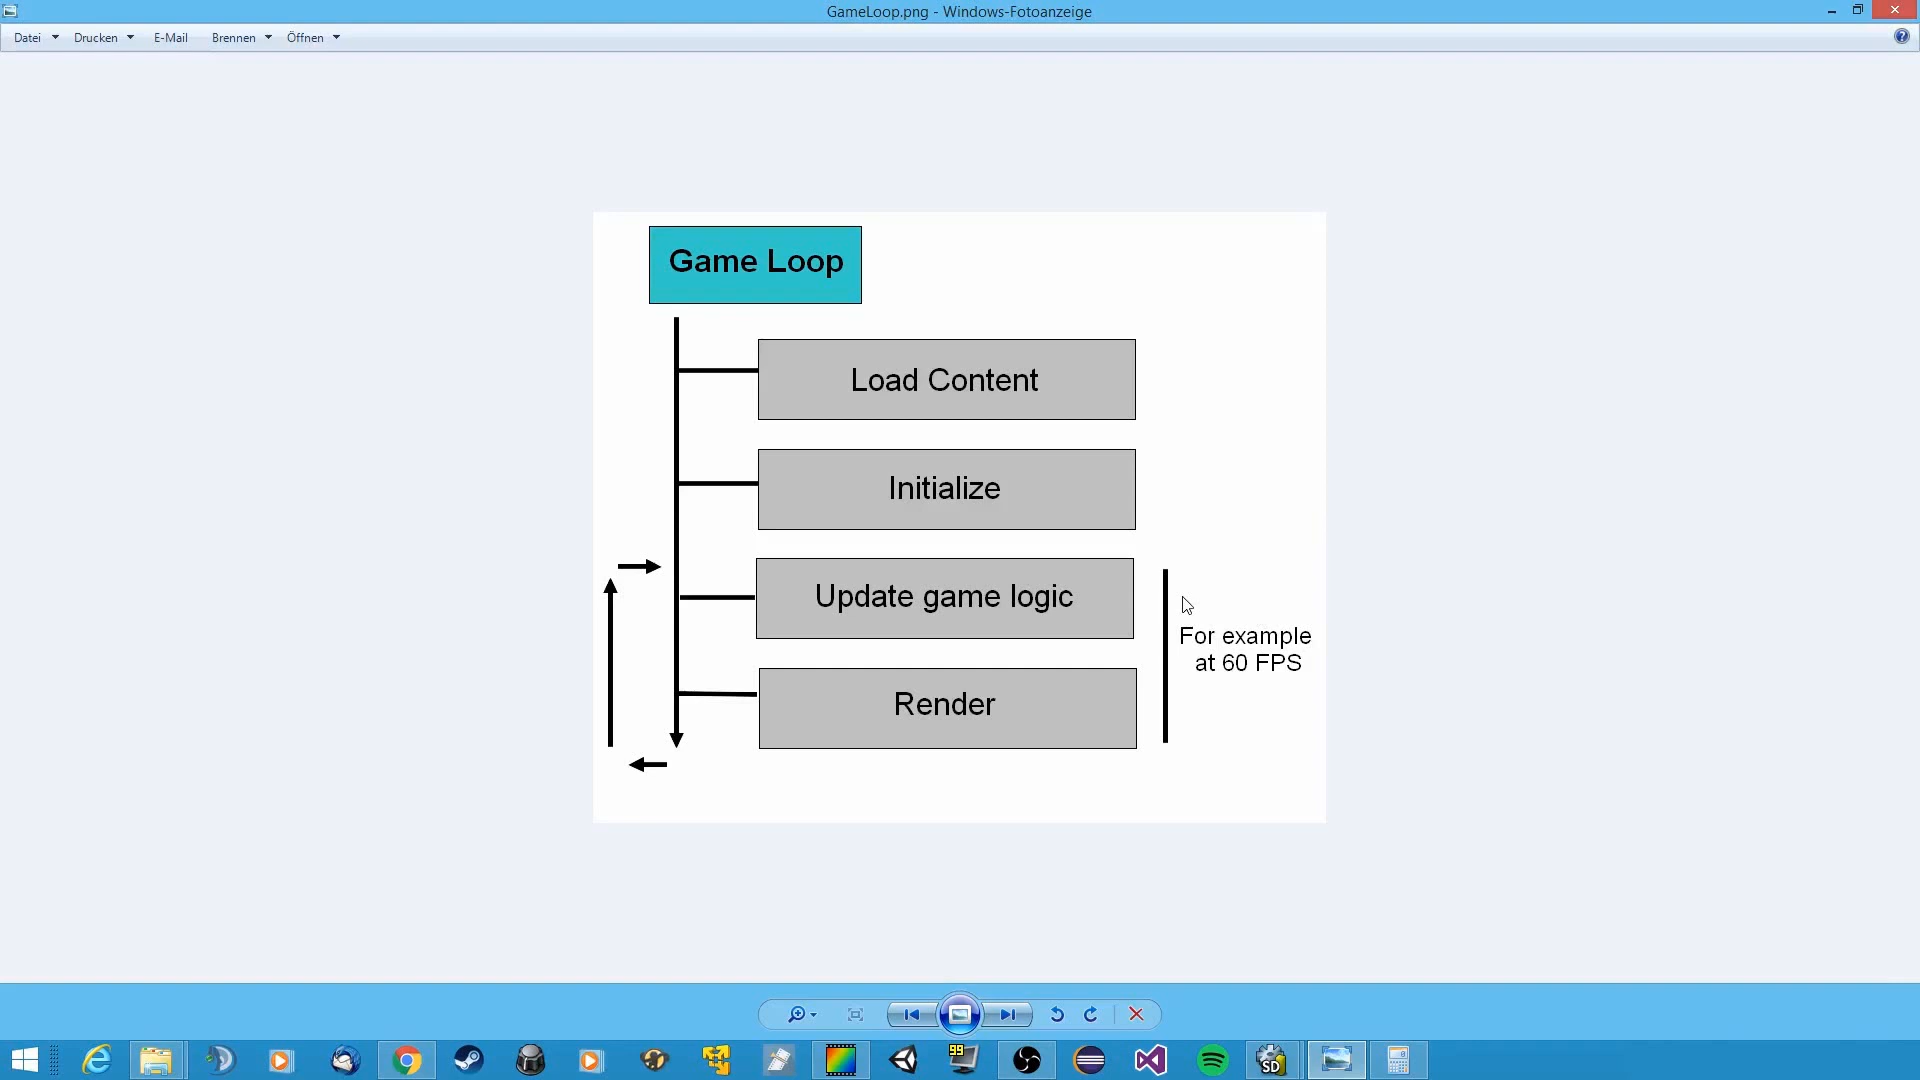 GameLoop.png - Windows-Fotoanzeige
Datei Drucken E-Mail Brennen Öffnen
Game Loop
Load Content
Initialize
Update game logic
For example
at 60 FPS
Render
99
SD